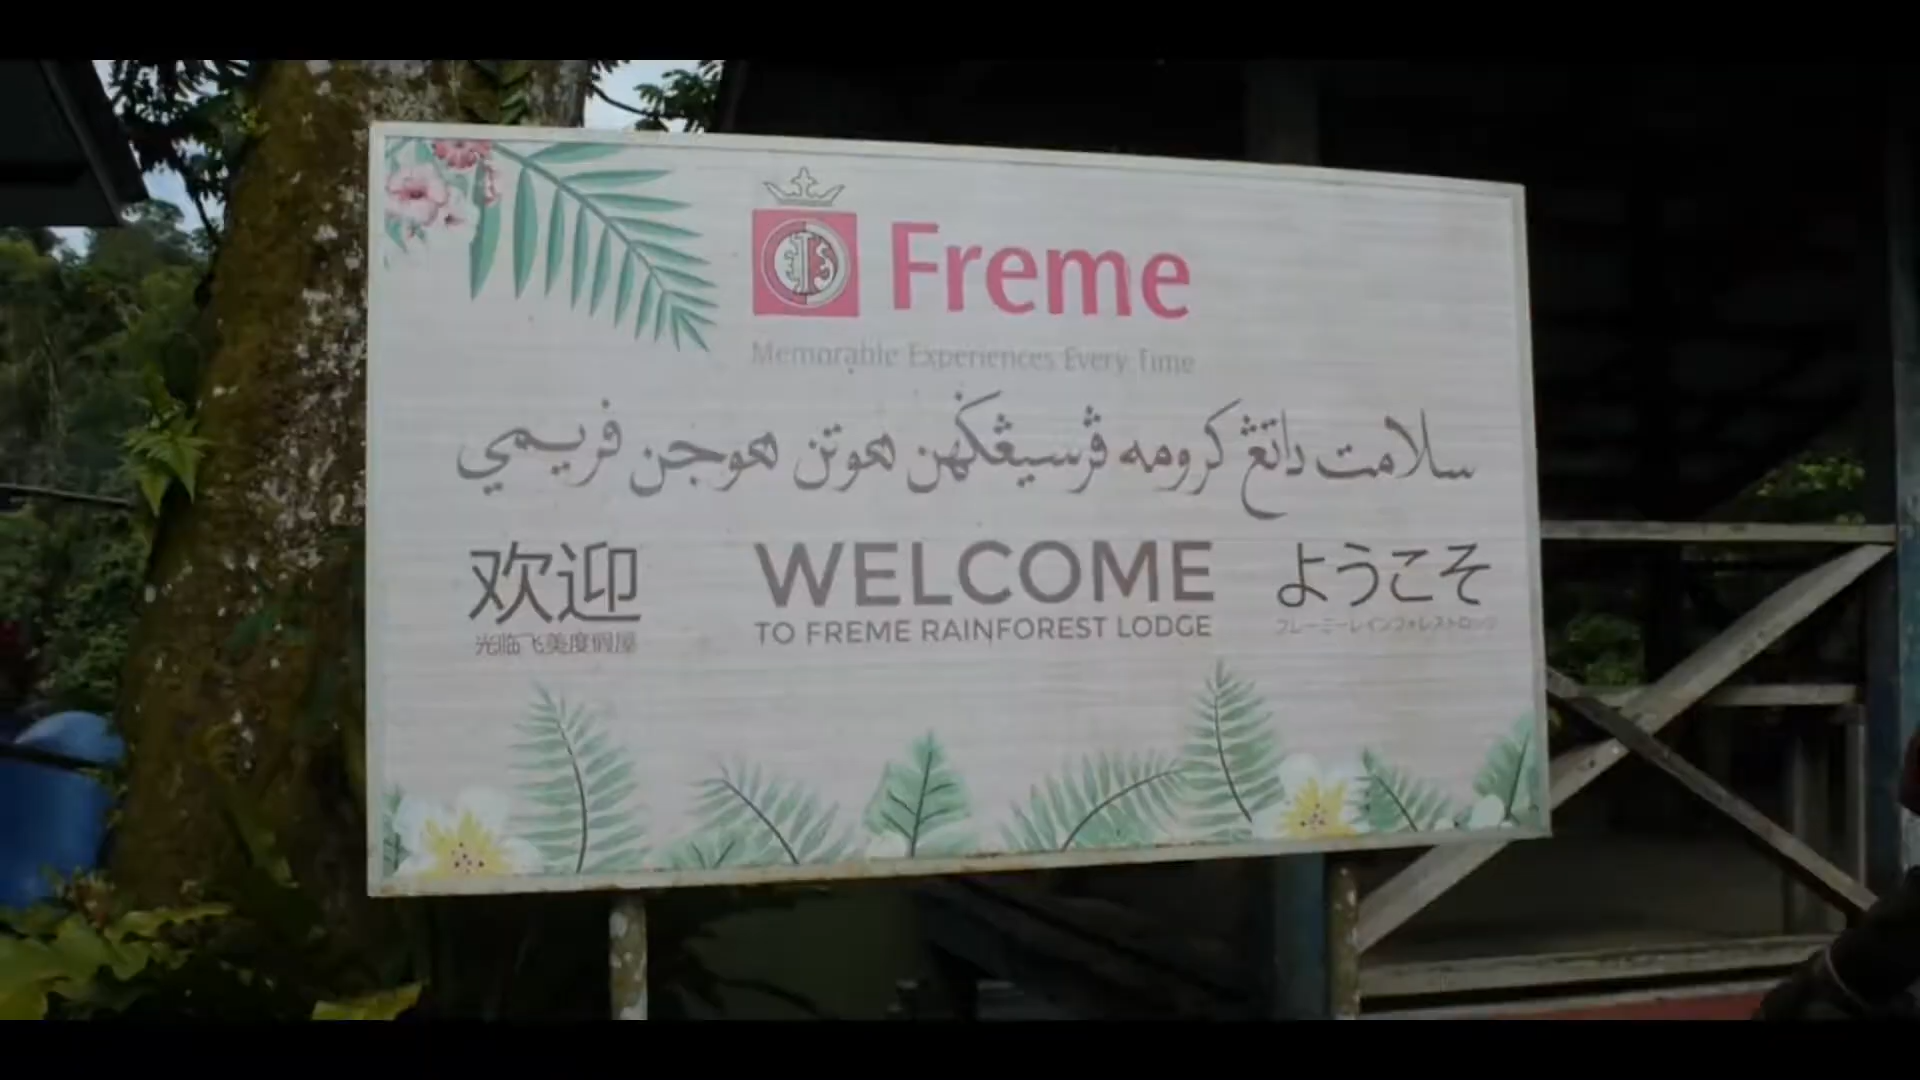 Freme
Memorable Experiences Every Time
سلامت داتڠ كرومه ڤرسيڠݢهن هوتن هوجن فريمي
欢迎
光临飞美度假屋
WELCOME
TO FREME RAINFOREST LODGE
ようこそ
フレーミーレインフォレストロッジ